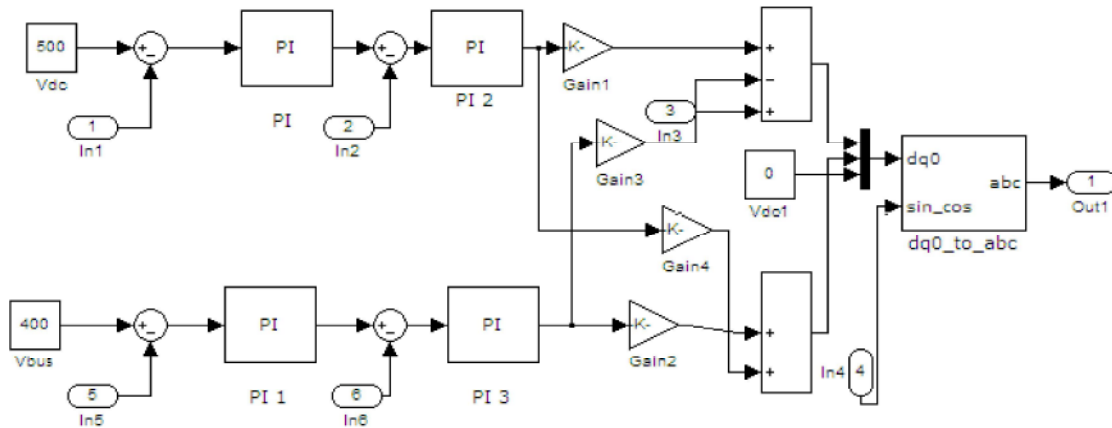 500
Vdc
1
In1
PI
PI
2
In2
PI
PI 2
K-
Gain1
3
In3
K-
Gain3
0
Vdc1
K-
Gain4
dq0
abc
sin_cos
dq0_to_abc
1
Out1
400
Vbus
5
In5
PI
PI 1
6
In6
PI
PI 3
K-
Gain2
4
In4